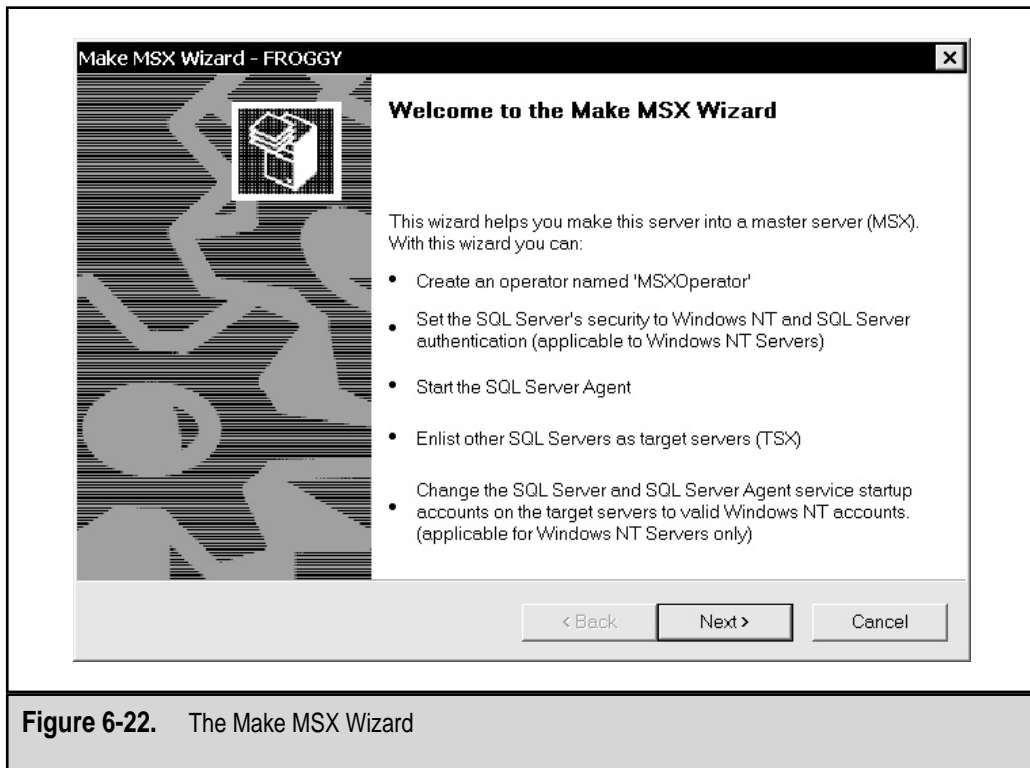 Make MSX Wizard - FROGGY
Welcome to the Make MSX Wizard
This wizard helps you make this server into a master server (MSX).
With this wizard you can:
• Create an operator named 'MSXOperator'
• Set the SQL Server's security to Windows NT and SQL Server
authentication (applicable to Windows NT Servers)
• Start the SQL Server Agent
• Enlist other SQL Servers as target servers (TSX)
• Change the SQL Server and SQL Server Agent service startup
accounts on the target servers to valid Windows NT accounts.
(applicable for Windows NT Servers only)
< Back Next > Cancel
Figure 6-22. The Make MSX Wizard